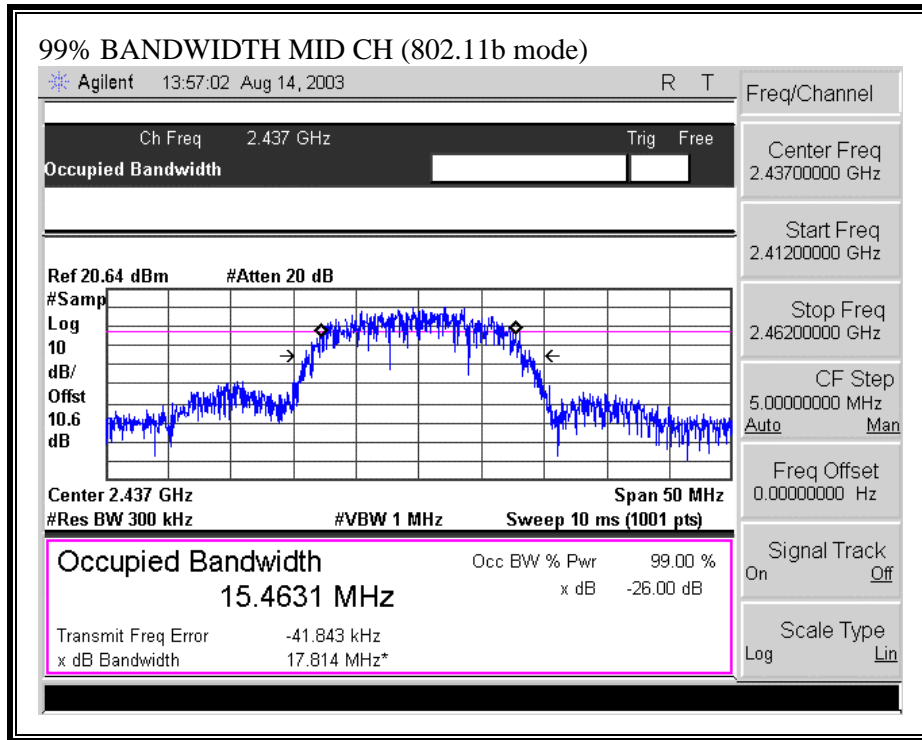 99% BANDWIDTH MID CH (802.11b mode)
Agilent 13:57:02 Aug 14, 2003 R T
Freq/Channel
Ch Freq 2.437 GHz Trig Free
Occupied Bandwidth
Center Freq
2.43700000 GHz
Start Freq
2.41200000 GHz
Stop Freq
2.46200000 GHz
CF Step
5.00000000 MHz
Auto Man
Freq Offset
0.00000000 Hz
Signal Track
On Off
Scale Type
Log Lin
Ref 20.64 dBm #Atten 20 dB
#Samp
Log
10
dB/
Offst
10.6
dB
Center 2.437 GHz Span 50 MHz
#Res BW 300 kHz #VBW 1 MHz Sweep 10 ms (1001 pts)
Occupied Bandwidth
15.4631 MHz
Occ BW % Pwr 99.00 %
x dB -26.00 dB
Transmit Freq Error -41.843 kHz
x dB Bandwidth 17.814 MHz*